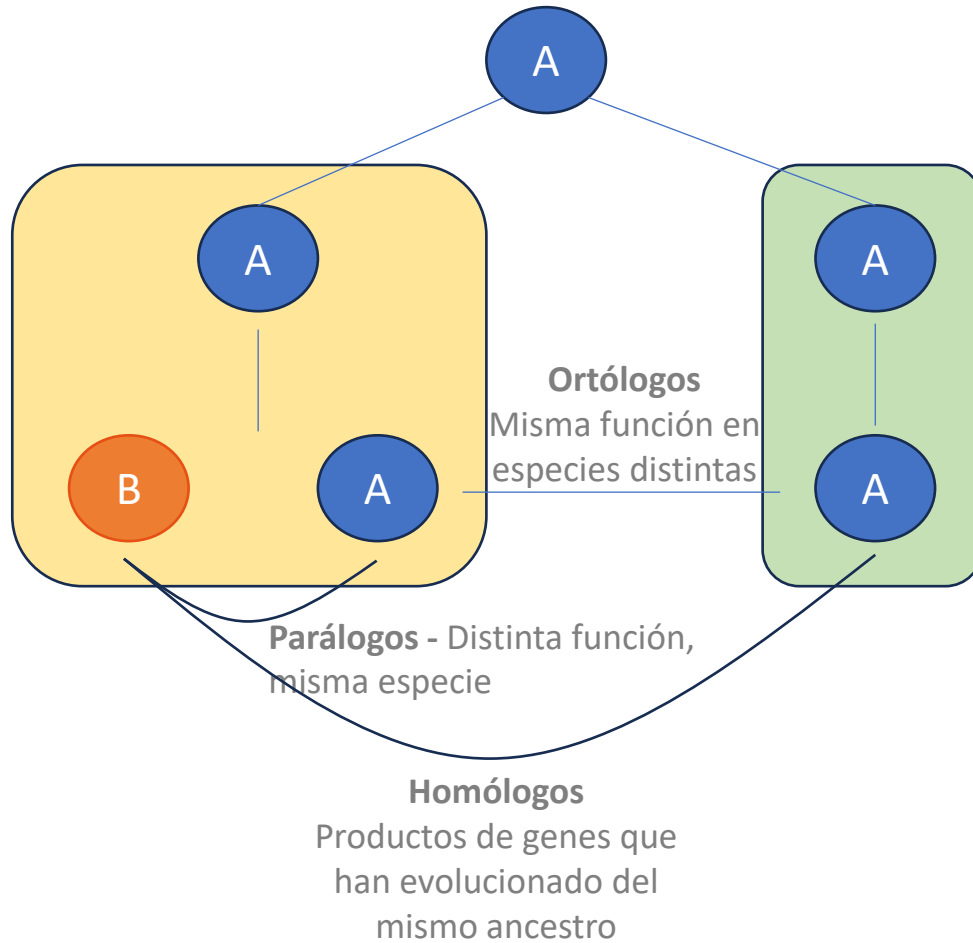 A
A
A
Ortólogos
Misma función en
especies distintas
B
A
A
Parálogos - Distinta función,
misma especie
Homólogos
Productos de genes que
han evolucionado del
mismo ancestro